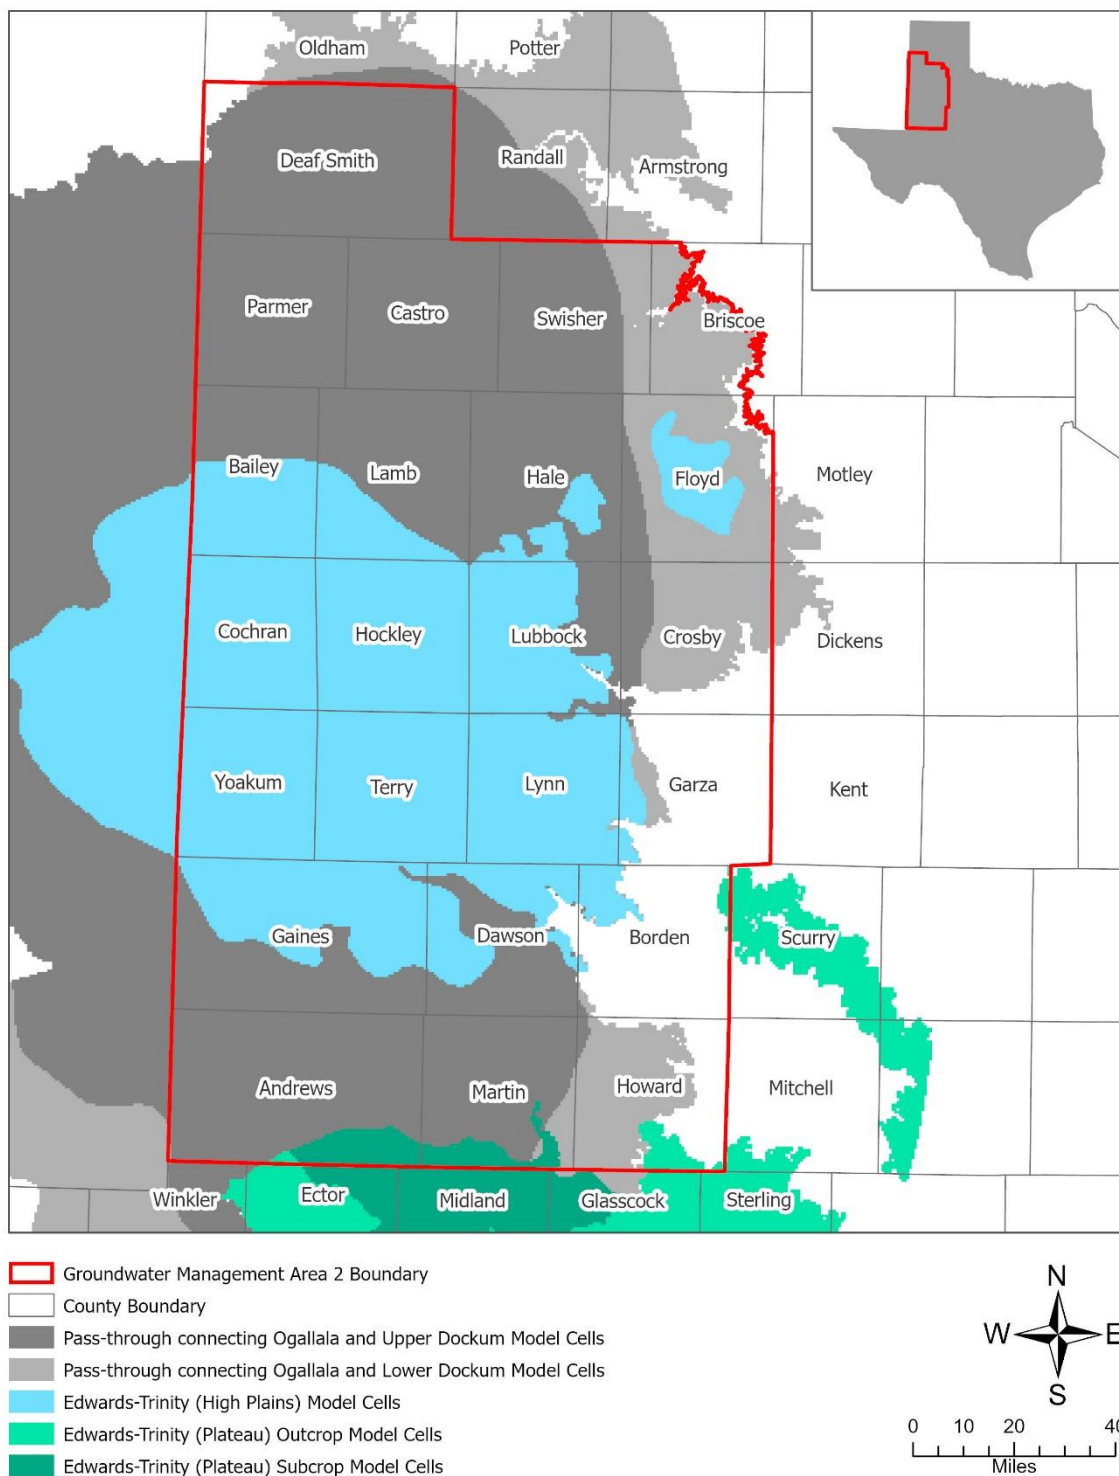 Oldham
Potter
Deaf Smith
Randall
Armstrong
Parmer
Castro
Swisher
Briscoe
Bailey
Lamb
Hale
Floyd
Motley
Cochran
Hockley
Lubbock
Crosby
Dickens
Yoakum
Terry
Lynn
Garza
Kent
Gaines
Dawson
Borden
Scurry
Andrews
Martin
Howard
Mitchell
Winkler
Ector
Midland
Glasscock
Sterling
Groundwater Management Area 2 Boundary
County Boundary
Pass-through connecting Ogallala and Upper Dockum Model Cells
Pass-through connecting Ogallala and Lower Dockum Model Cells
Edwards-Trinity (High Plains) Model Cells
Edwards-Trinity (Plateau) Outcrop Model Cells
Edwards-Trinity (Plateau) Subcrop Model Cells
N
W E
S
0 10 20 40
Miles